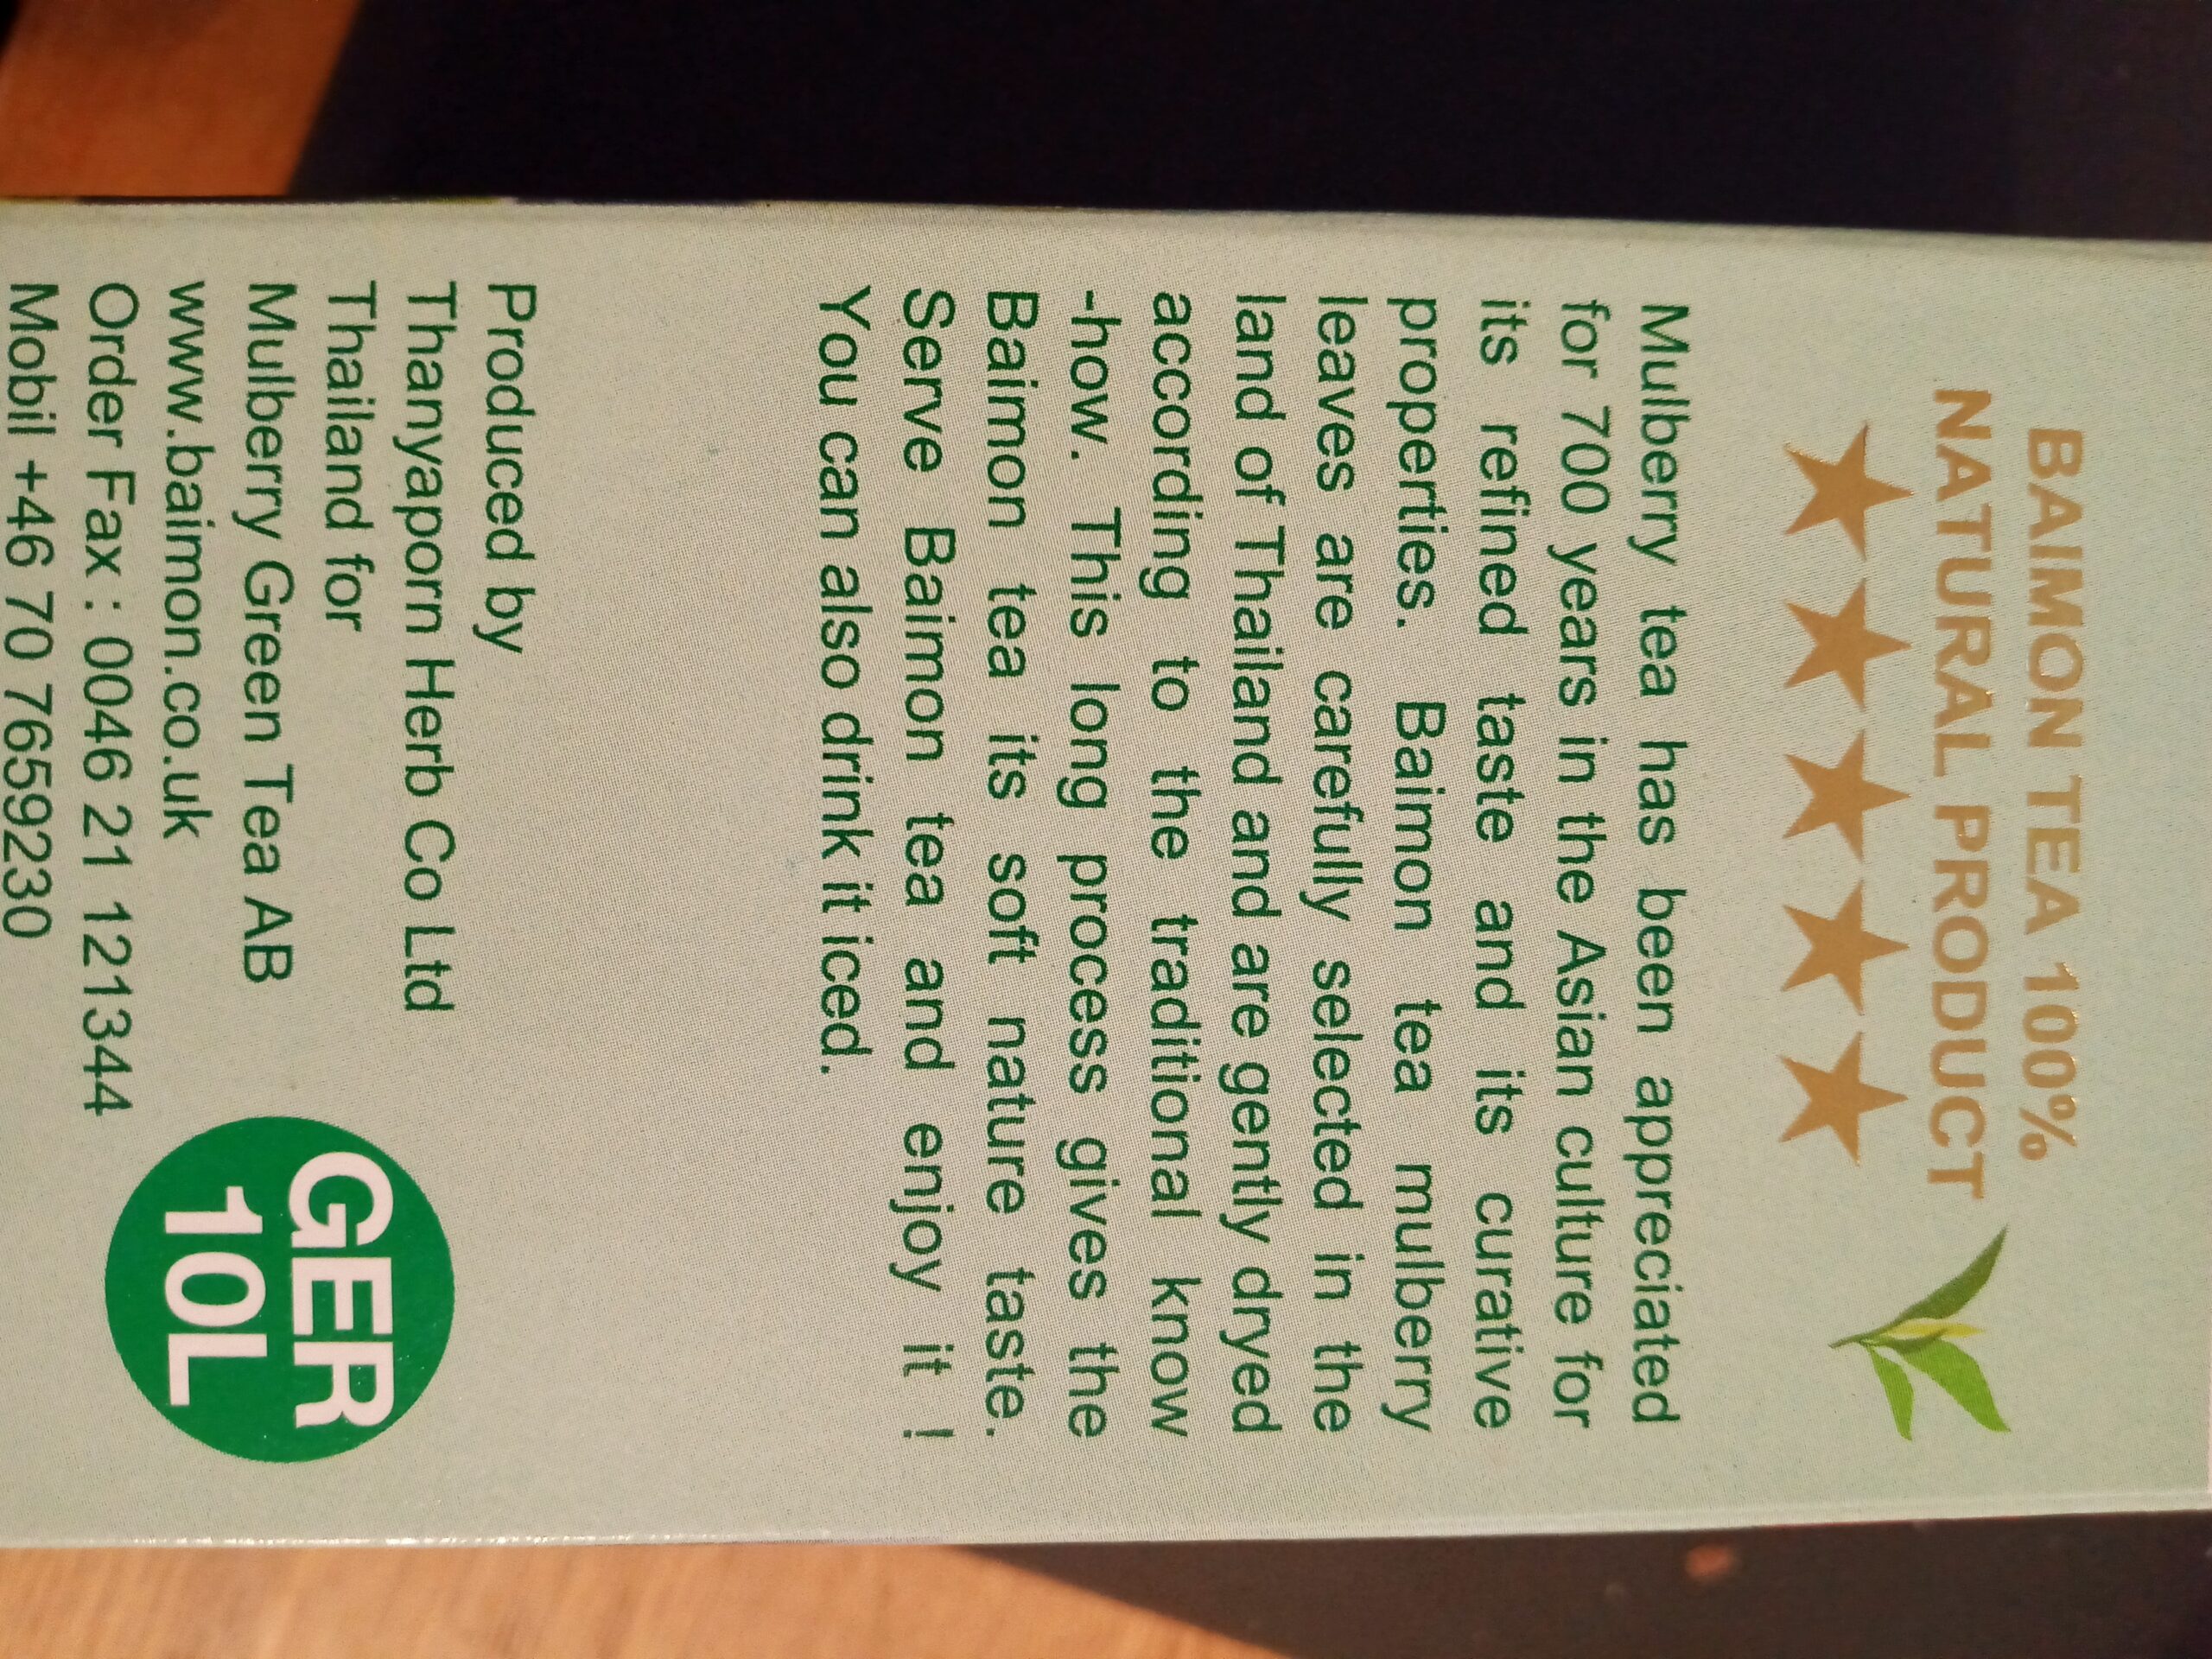 BAIMON TEA 100%
NATURAL PRODUCT
Mulberry tea has been appreciated
for 700 years in the Asian culture for
its refined taste and its curative
properties. Baimon tea mulberry
leaves are carefully selected in the
land of Thailand and are gently dryed
according to the traditional know
-how. This long process gives the
Baimon tea its soft nature taste.
Serve Baimon tea and enjoy it !
You can also drink it iced.
Produced by
Thanyaporn Herb Co Ltd
Thailand for
Mulberry Green Tea AB
www.baimon.co.uk
Order Fax : 0046 21 121344
Mobil +46 70 7659230
GER
10L